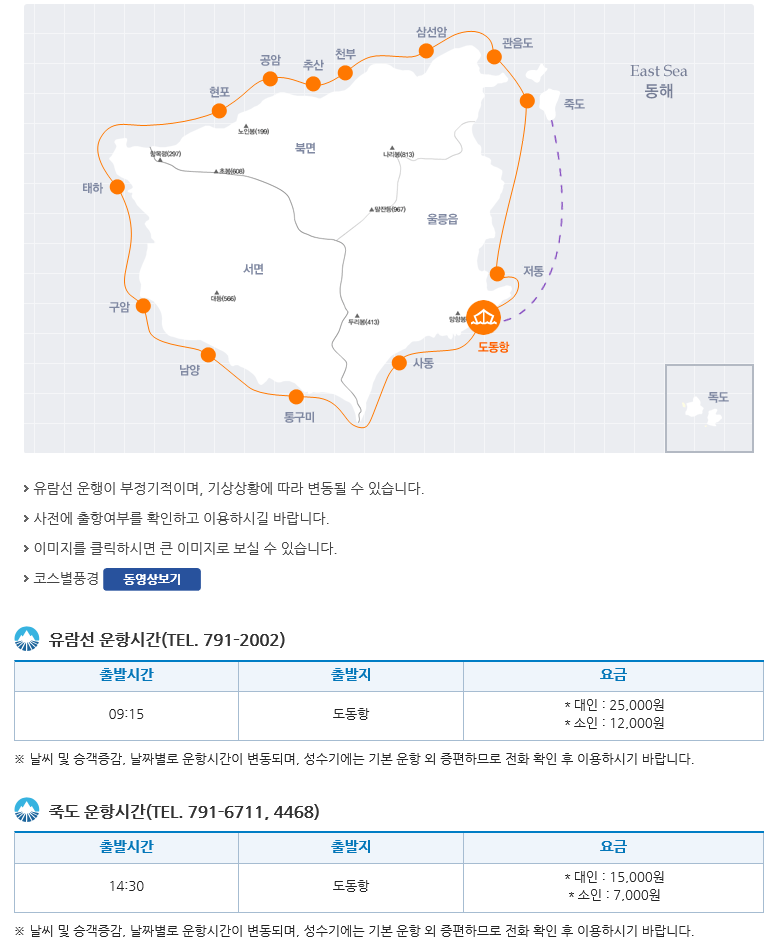 삼선암
관음도
천부
공암
추산
East Sea
동해
현포
죽도
노인봉(199)
북면
나리봉(813)
초봉(608)
태하
말잔등(967)
울릉읍
서면
저동
구암
두리봉(413)
도동항
사동
남양
독도
통구미
유람선 운행이 부정기적이며, 기상상황에 따라 변동될 수 있습니다.
사전에 출항여부를 확인하고 이용하시길 바랍니다.
이미지를 클릭하시면 큰 이미지로 보실 수 있습니다.
코스별풍경 동영상보기
유람선 운항시간(TEL. 791-2002)
출발시간 출발지 요금
09:15 도동항 * 대인 : 25,000원
* 소인 : 12,000원
※ 날씨 및 승객증감, 날짜별로 운항시간이 변동되며, 성수기에는 기본 운항 외 증편하므로 전화 확인 후 이용하시기 바랍니다.
죽도 운항시간(TEL. 791-6711, 4468)
출발시간 출발지 요금
14:30 도동항 * 대인 : 15,000원
* 소인 : 7,000원
※ 날씨 및 승객증감, 날짜별로 운항시간이 변동되며, 성수기에는 기본 운항 외 증편하므로 전화 확인 후 이용하시기 바랍니다.